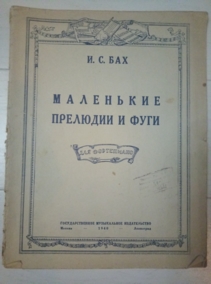 И. С. БАХ
МАЛЕНЬКИЕ
ПРЕЛЮДИИ И ФУГИ
ДЛЯ ФОРТЕПИАНО
ГОСУДАРСТВЕННОЕ МУЗЫКАЛЬНОЕ ИЗДАТЕЛЬСТВО
Москва Ленинград